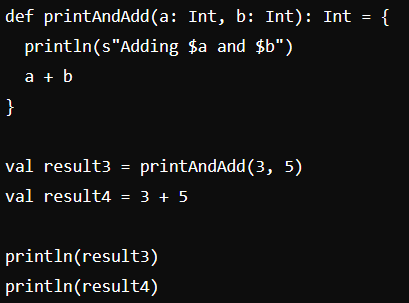 def printAndAdd(a: Int, b: Int): Int = {
  println(s"Adding $a and $b")
  a + b
}

val result3 = printAndAdd(3, 5)
val result4 = 3 + 5

println(result3)
println(result4)